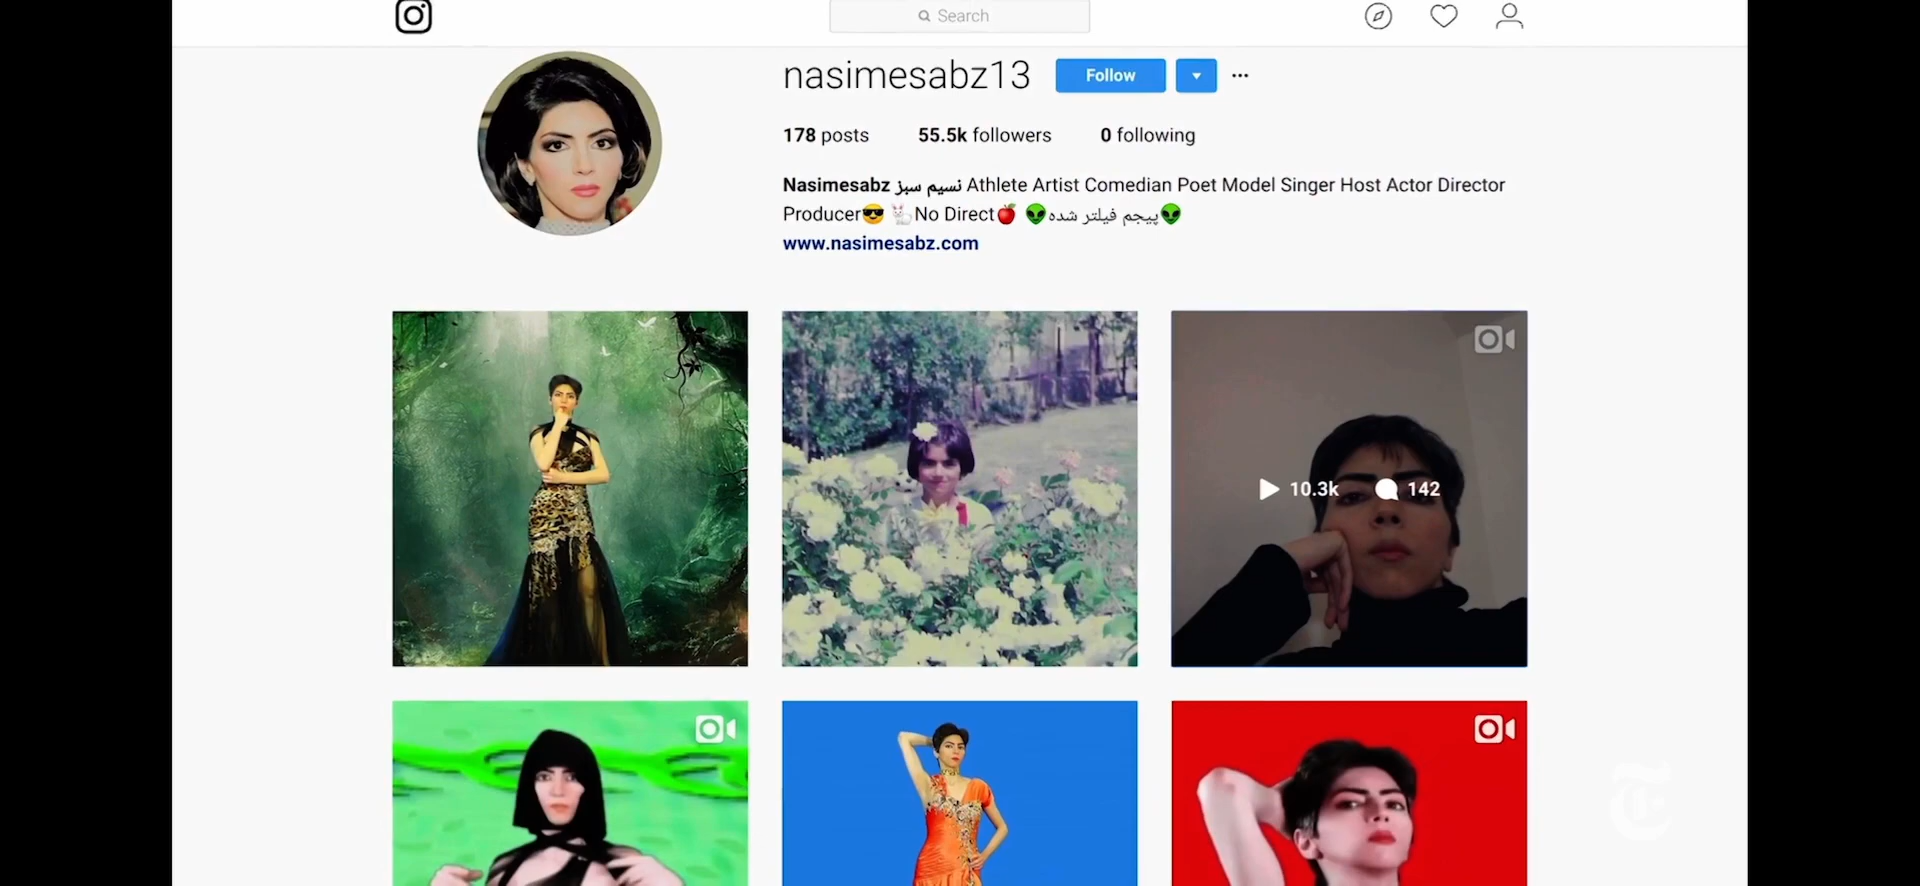 Search
nasimesabz13 Follow
178 posts 55.5k followers 0 following
Nasimesabz نسیم سبز Athlete Artist Comedian Poet Model Singer Host Actor Director
Producer😎 🐇No Direct🍎 👽پیجم فیلتر شده👽
www.nasimesabz.com
10.3k 142
T